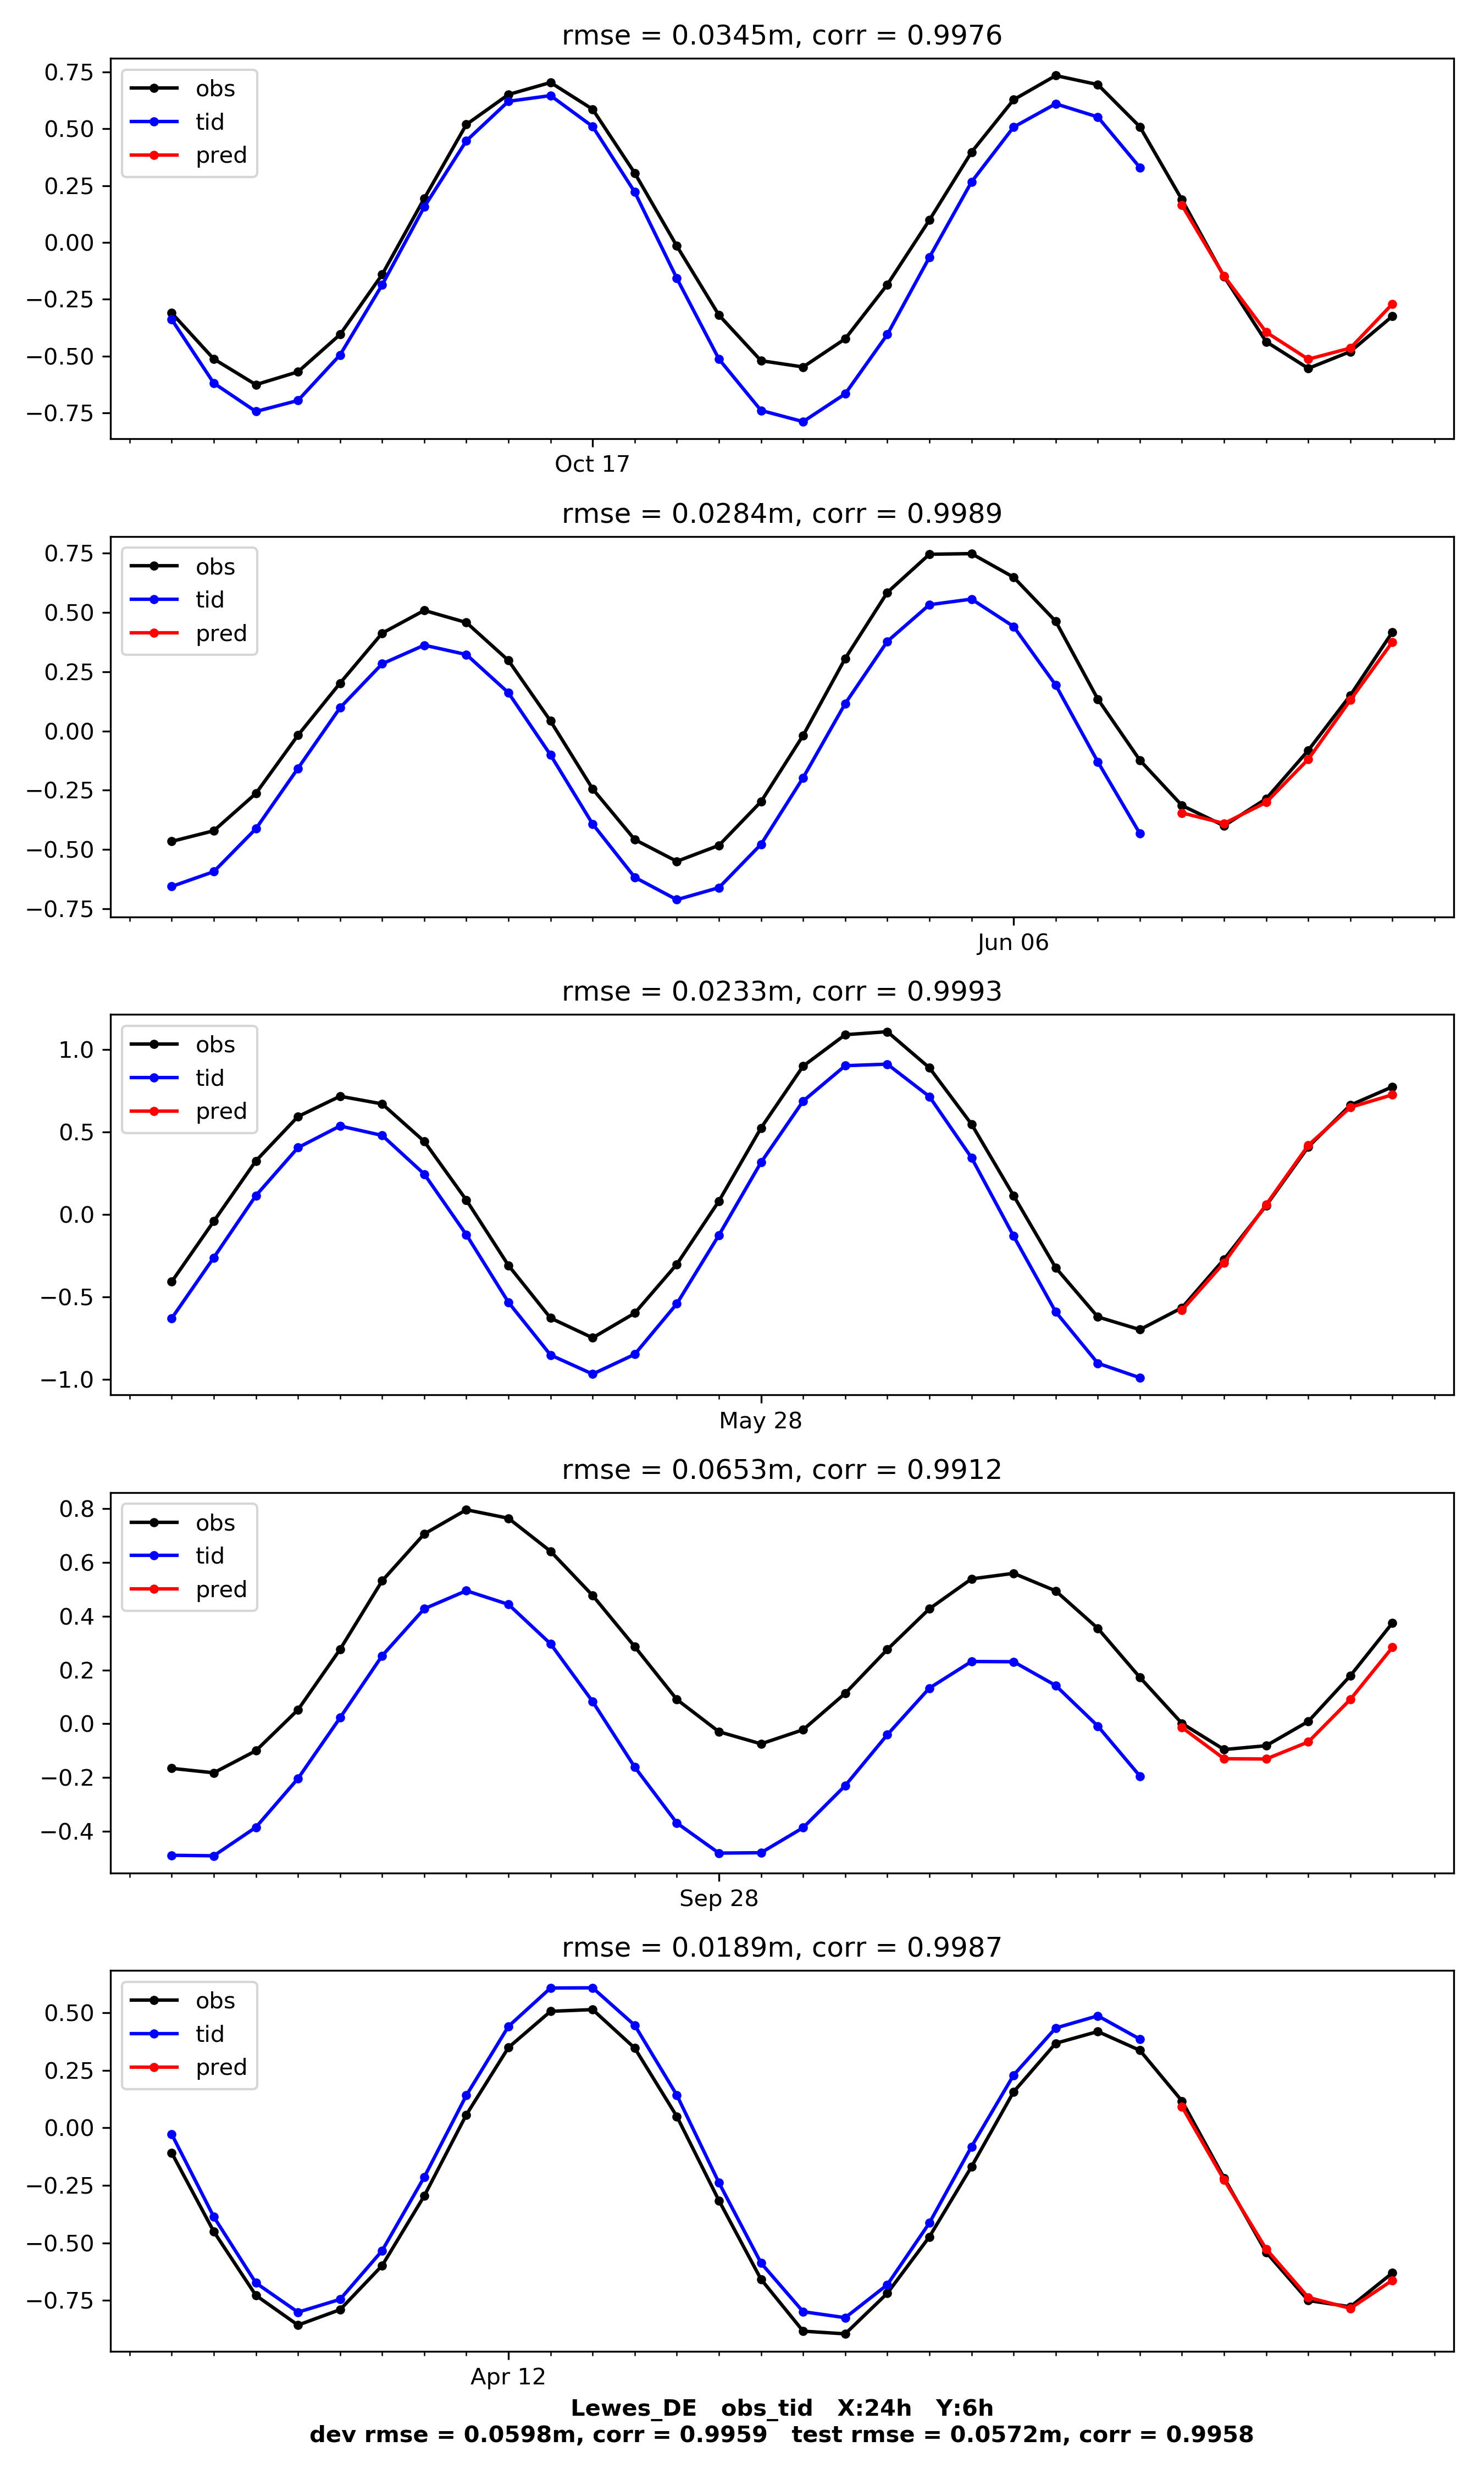 rmse = 0.0345m, corr = 0.9976
0.75
0.50
0.25
0.00
−0.25
−0.50
−0.75
obs
tid
pred
Oct 17
rmse = 0.0284m, corr = 0.9989
0.75
0.50
0.25
0.00
−0.25
−0.50
−0.75
obs
tid
pred
Jun 06
rmse = 0.0233m, corr = 0.9993
1.0
0.5
0.0
−0.5
−1.0
obs
tid
pred
May 28
rmse = 0.0653m, corr = 0.9912
0.8
0.6
0.4
0.2
0.0
−0.2
−0.4
obs
tid
pred
Sep 28
rmse = 0.0189m, corr = 0.9987
0.50
0.25
0.00
−0.25
−0.50
−0.75
obs
tid
pred
Apr 12
Lewes_DE obs_tid X:24h Y:6h
dev rmse = 0.0598m, corr = 0.9959 test rmse = 0.0572m, corr = 0.9958